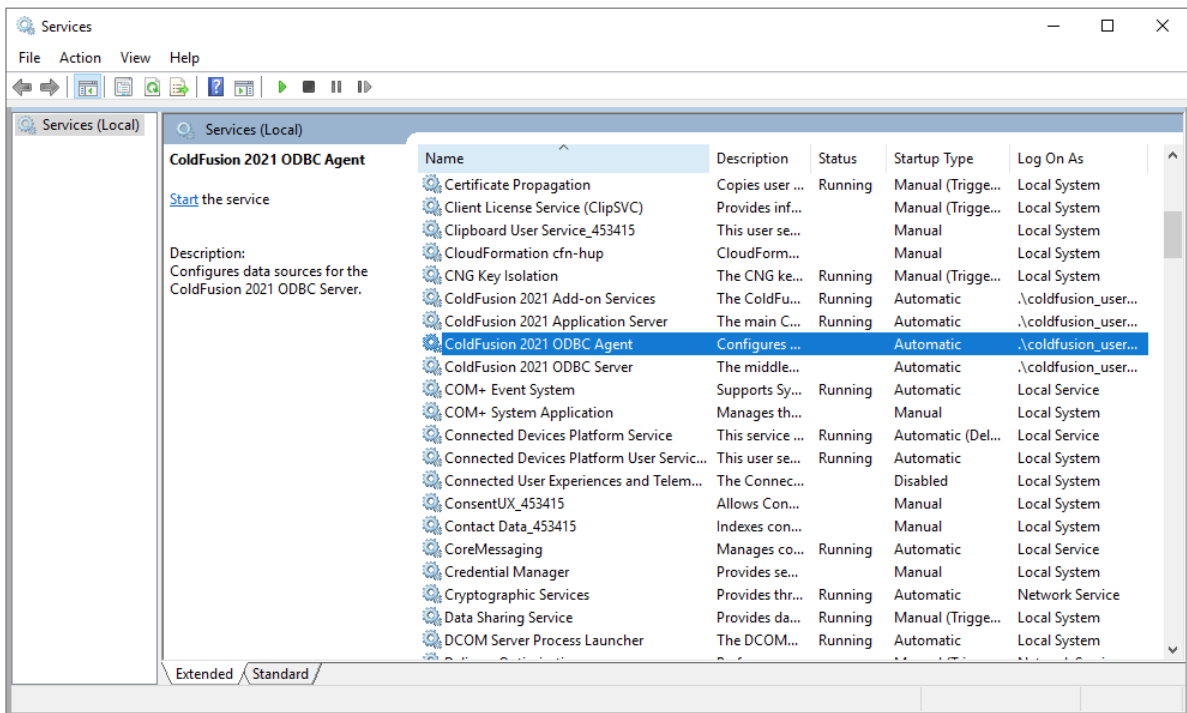 Services
File Action View Help
Services (Local)
Services (Local)
ColdFusion 2021 ODBC Agent
Start the service
Description:
Configures data sources for the
ColdFusion 2021 ODBC Server.
Name Description Status Startup Type Log On As
Certificate Propagation Copies user ... Running Manual (Trigge... Local System
Client License Service (ClipSVC) Provides inf... Manual (Trigge... Local System
Clipboard User Service_453415 This user se... Manual Local System
CloudFormation cfn-hup CloudForm... Manual Local System
CNG Key Isolation The CNG ke... Running Manual (Trigge... Local System
ColdFusion 2021 Add-on Services The ColdFu... Running Automatic .\coldfusion_user...
ColdFusion 2021 Application Server The main C... Running Automatic .\coldfusion_user...
ColdFusion 2021 ODBC Agent Configures ... Automatic .\coldfusion_user...
ColdFusion 2021 ODBC Server The middle... Automatic .\coldfusion_user...
COM+ Event System Supports Sy... Running Automatic Local Service
COM+ System Application Manages th... Manual Local System
Connected Devices Platform Service This service ... Running Automatic (Del... Local Service
Connected Devices Platform User Servic... This user se... Running Automatic Local System
Connected User Experiences and Telem... The Connec... Disabled Local System
ConsentUX_453415 Allows Con... Manual Local System
Contact Data_453415 Indexes con... Manual Local System
CoreMessaging Manages co... Running Automatic Local Service
Credential Manager Provides se... Manual Local System
Cryptographic Services Provides thr... Running Automatic Network Service
Data Sharing Service Provides da... Running Manual (Trigge... Local System
DCOM Server Process Launcher The DCOM... Running Automatic Local System
Extended Standard